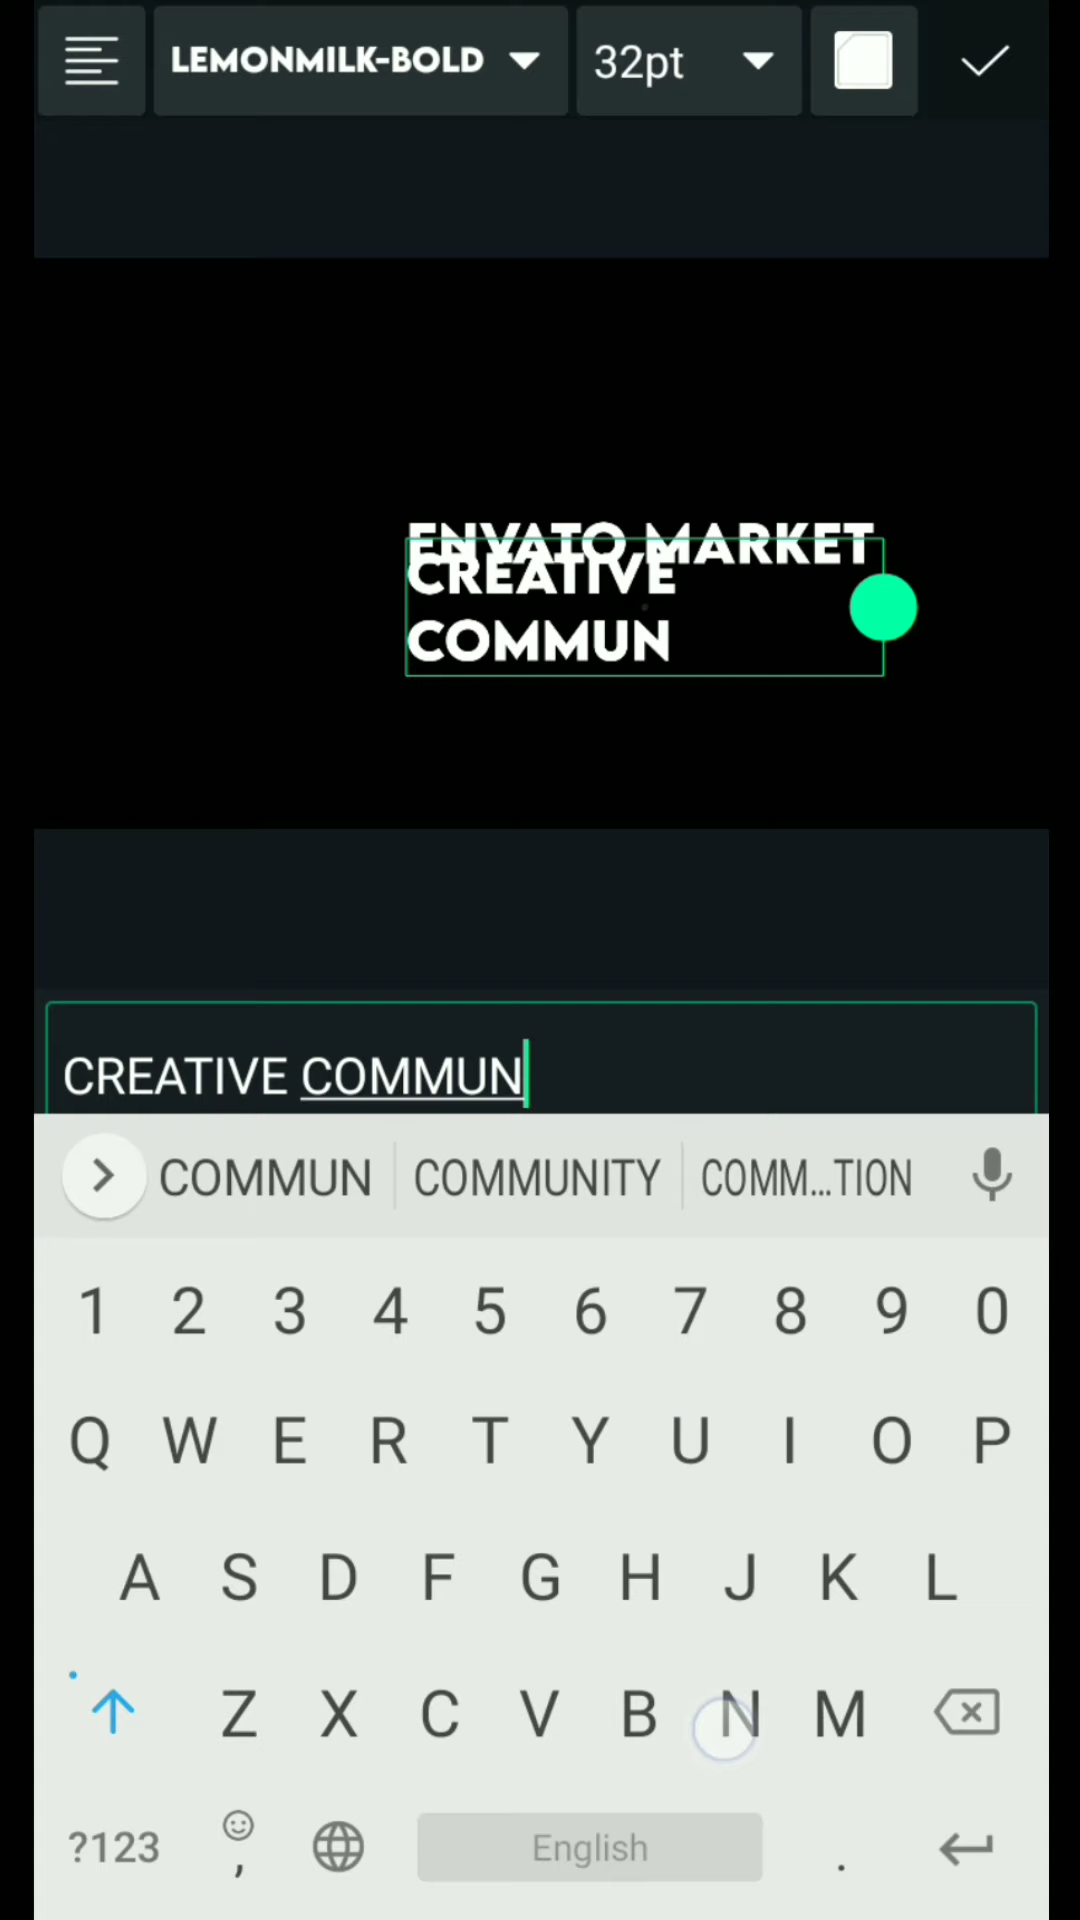 LEMONMILK-BOLD 32pt
ENVATO MARKET
CREATIVE
COMMUN
CREATIVE COMMUN
COMMUN COMMUNITY COMM...TION
1 2 3 4 5 6 7 8 9 0
Q W E R T Y U I O P
A S D F G H J K L
Z X C V B N M
?123 , English .